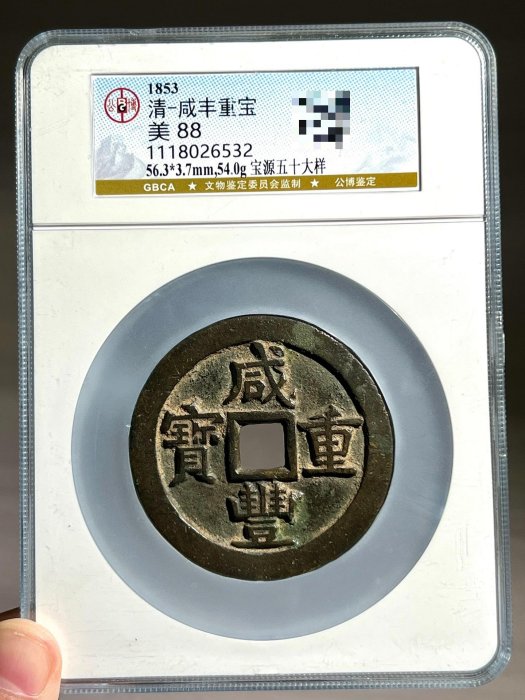 1853
清-咸丰重宝
美 88
1118026532
56.3*3.7mm,54.0g 宝源五十大样
GBCA ★ 文物鉴定委员会监制 ★ 公博鉴定
公 博
咸
寶 重
豐